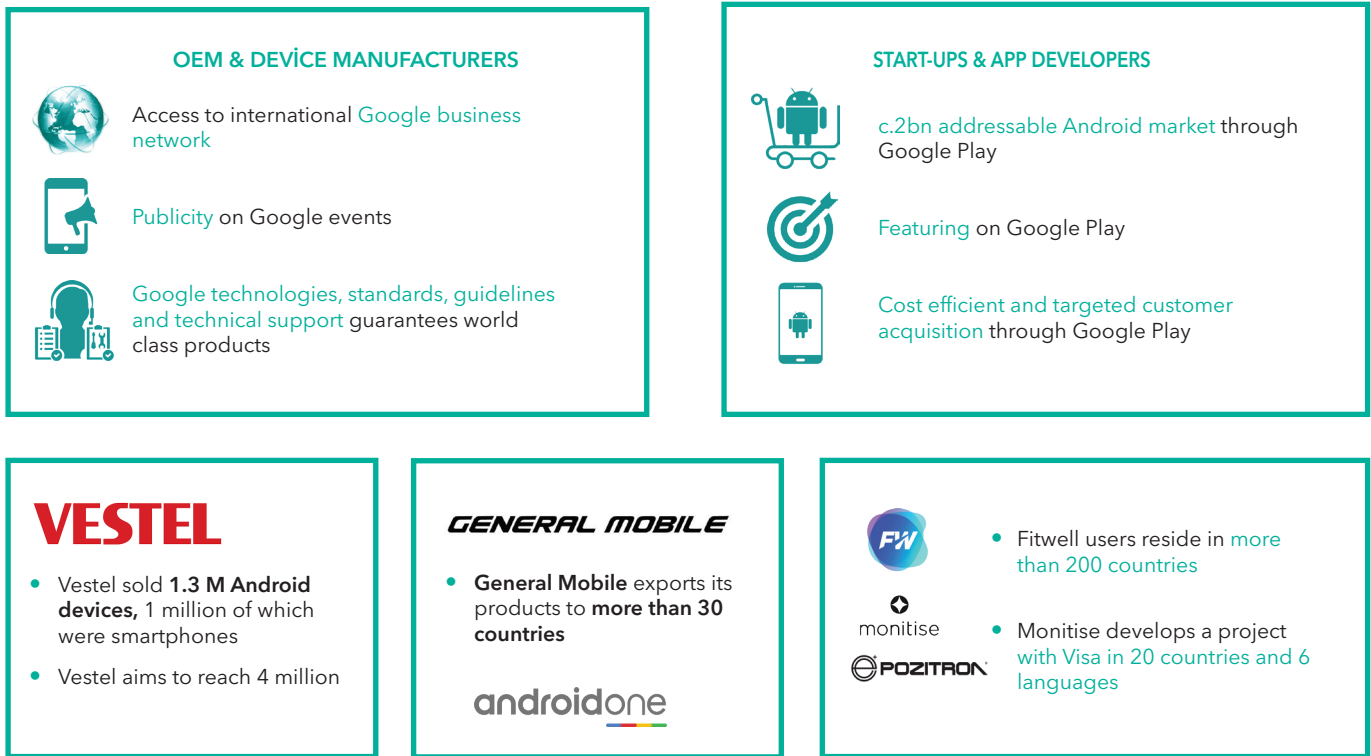 OEM & DEVİCE MANUFACTURERS
Access to international Google business
network
Publicity on Google events
Google technologies, standards, guidelines
and technical support guarantees world
class products
START-UPS & APP DEVELOPERS
c.2bn addressable Android market through
Google Play
Featuring on Google Play
Cost efficient and targeted customer
acquisition through Google Play
VESTEL
• Vestel sold 1.3 M Android
devices, 1 million of which
were smartphones
• Vestel aims to reach 4 million
GENERAL MOBILE
• General Mobile exports its
products to more than 30
countries
androidone
FW
monitise
POZITRON
• Fitwell users reside in more
than 200 countries
• Monitise develops a project
with Visa in 20 countries and 6
languages